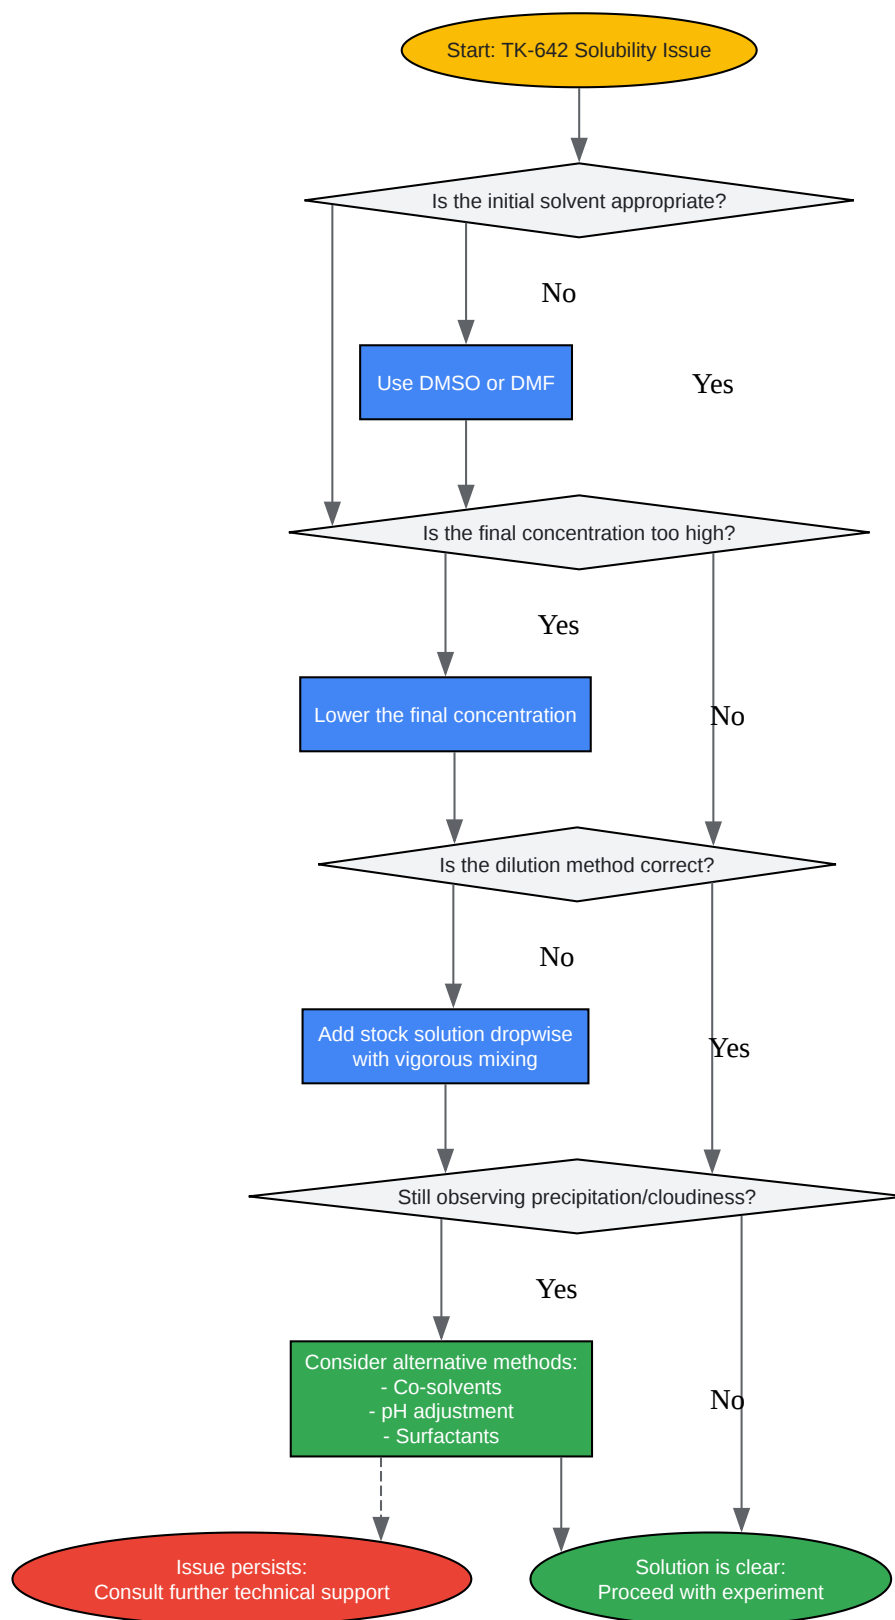 Start: TK-642 Solubility Issue
Is the initial solvent appropriate?
No
Use DMSO or DMF
Yes
Is the final concentration too high?
Yes
Lower the final concentration
No
Is the dilution method correct?
No
Add stock solution dropwise
with vigorous mixing
Yes
Still observing precipitation/cloudiness?
Yes
Consider alternative methods:
- Co-solvents
- pH adjustment
- Surfactants
No
Issue persists:
Consult further technical support
Solution is clear:
Proceed with experiment